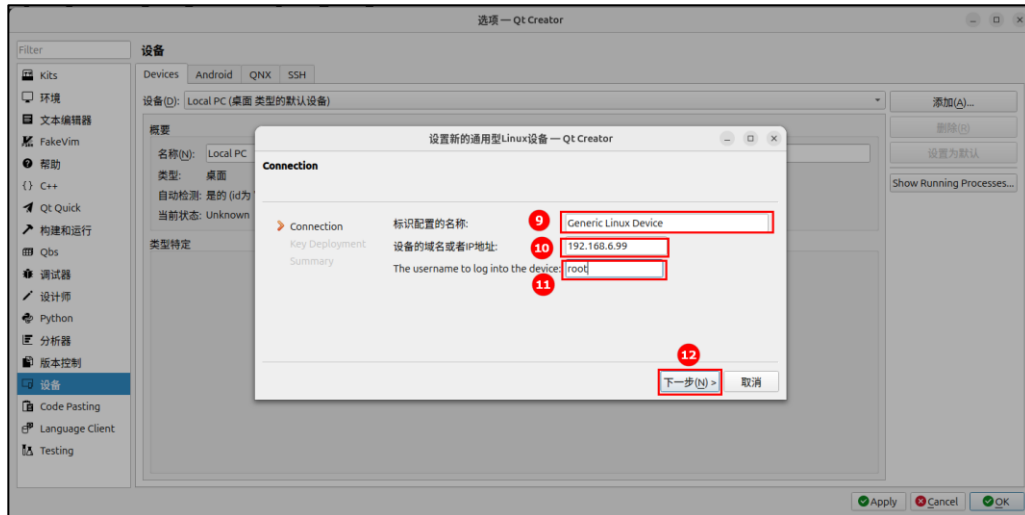 选项 — Qt Creator
Filter
Kits
环境
文本编辑器
FakeVim
帮助
{} C++
Qt Quick
构建和运行
Qbs
调试器
设计师
Python
分析器
版本控制
设备
Code Pasting
Language Client
Testing
设备
Devices Android QNX SSH
设备(D): Local PC (桌面 类型的默认设备)
概要
名称(N): Local PC
类型: 桌面
自动检测: 是的 (id为
当前状态: Unknown
类型特定
添加(A)...
删除(R)
设置为默认
Show Running Processes...
设置新的通用型Linux设备 — Qt Creator
Connection
Connection
Key Deployment
Summary
标识配置的名称: 9 Generic Linux Device
设备的域名或者IP地址: 10 192.168.6.99
The username to log into the device: root
11
12
下一步(N) > 取消
Apply Cancel OK